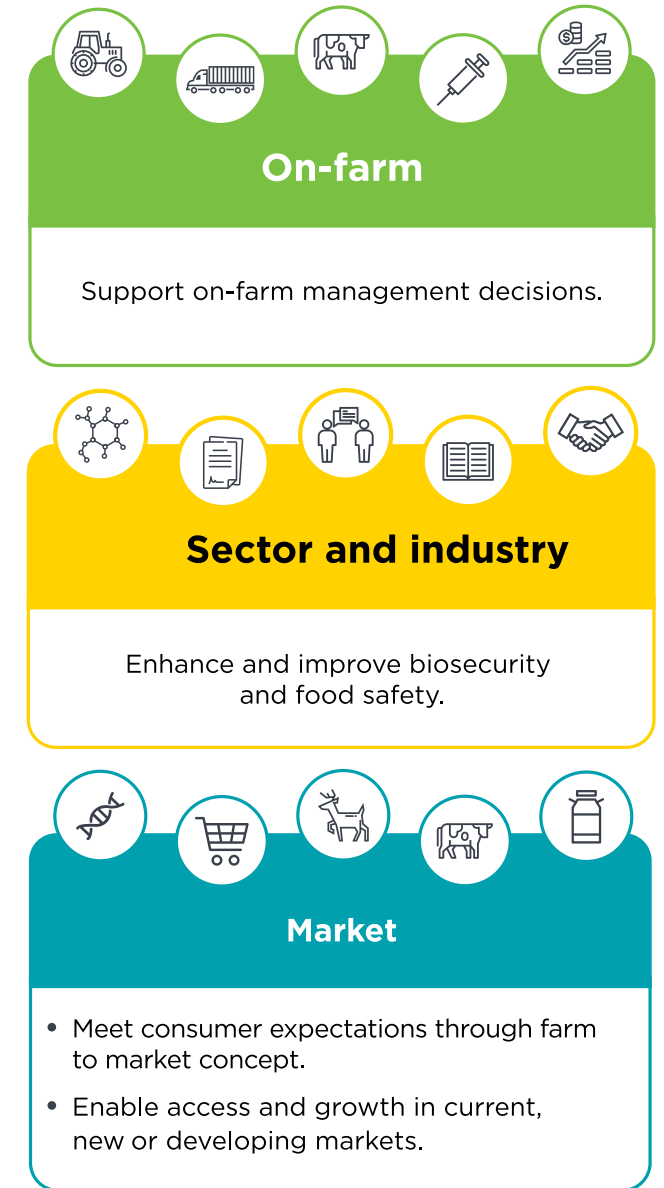 On-farm
Support on-farm management decisions.
Sector and industry
Enhance and improve biosecurity
and food safety.
Market
• Meet consumer expectations through farm
to market concept.
• Enable access and growth in current,
new or developing markets.